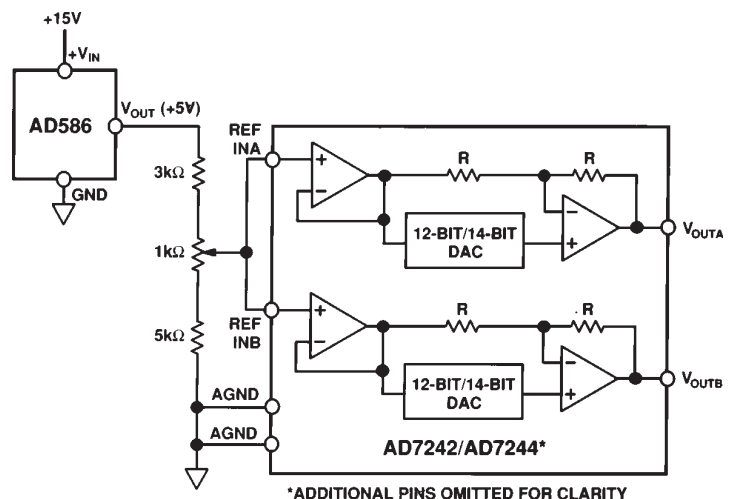 +15V
+VIN
AD586
VOUT (+5V)
GND
3kΩ
1kΩ
5kΩ
AGND
AGND
REF
INA
REF
INB
R
R
12-BIT/14-BIT
DAC
VOUTA
R
R
12-BIT/14-BIT
DAC
VOUTB
AD7242/AD7244*
*ADDITIONAL PINS OMITTED FOR CLARITY